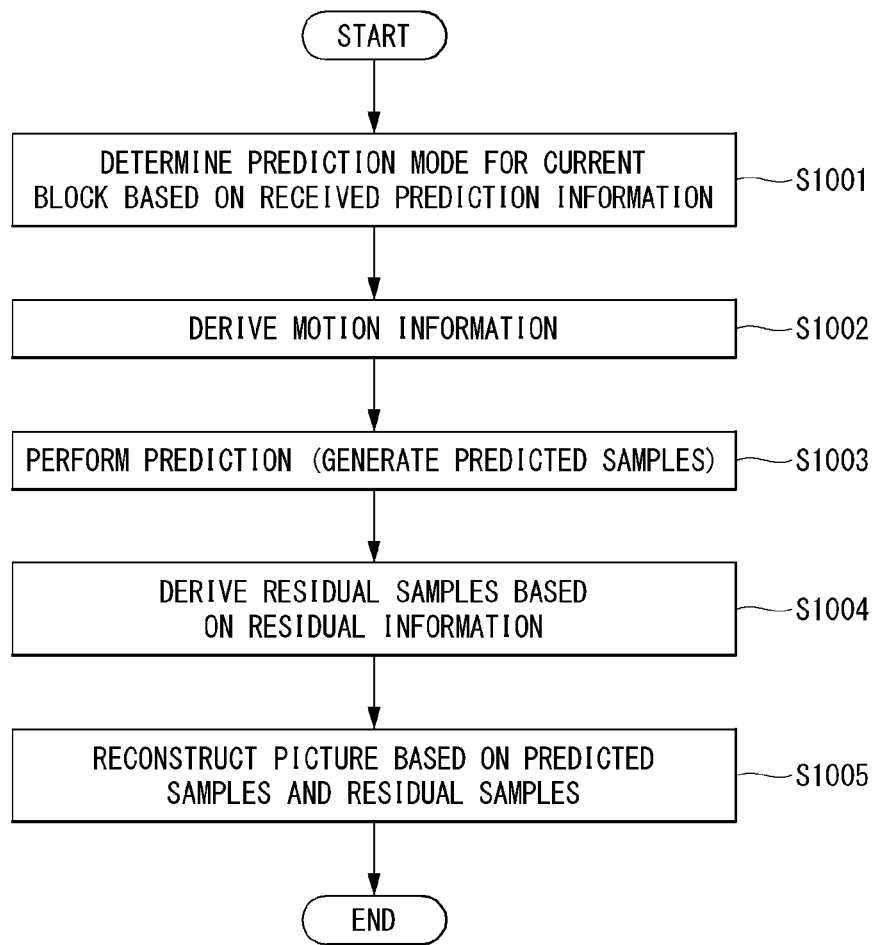 START
DETERMINE PREDICTION MODE FOR CURRENT
BLOCK BASED ON RECEIVED PREDICTION INFORMATION
S1001
DERIVE MOTION INFORMATION
S1002
PERFORM PREDICTION (GENERATE PREDICTED SAMPLES)
S1003
DERIVE RESIDUAL SAMPLES BASED
ON RESIDUAL INFORMATION
S1004
RECONSTRUCT PICTURE BASED ON PREDICTED
SAMPLES AND RESIDUAL SAMPLES
S1005
END